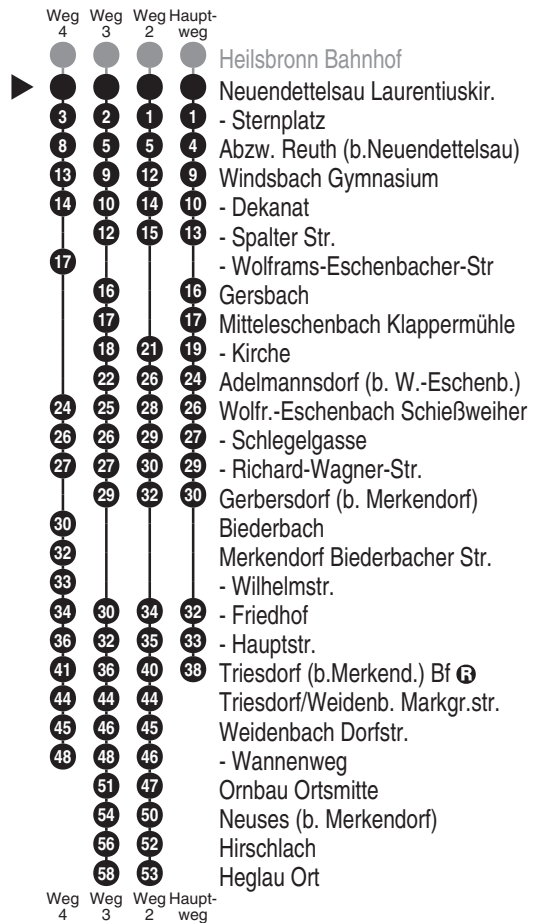 Weg Weg Weg Haupt-
4 3 2 weg
Heilsbronn Bahnhof
Neuendettelsau Laurentiuskir.
3 2 1 1 - Sternplatz
8 5 5 4 Abzw. Reuth (b.Neuendettelsau)
13 9 12 9 Windsbach Gymnasium
14 10 14 10 - Dekanat
12 15 13 - Spalter Str.
17 - Wolframs-Eschenbacher-Str
16 16 Gersbach
17 17 Mitteleschenbach Klappermühle
18 21 19 - Kirche
22 26 24 Adelmannsdorf (b. W.-Eschenb.)
24 25 28 26 Wolfr.-Eschenbach Schießweiher
26 26 29 27 - Schlegelgasse
27 27 30 29 - Richard-Wagner-Str.
29 32 30 Gerbersdorf (b. Merkendorf)
30 Biederbach
32 Merkendorf Biederbacher Str.
33 - Wilhelmstr.
34 30 34 32 - Friedhof
36 32 35 33 - Hauptstr.
41 36 40 38 Triesdorf (b.Merkend.) Bf R
44 44 44 Triesdorf/Weidenb. Markgr.str.
45 46 45 Weidenbach Dorfstr.
48 48 46 - Wannenweg
51 47 Ornbau Ortsmitte
54 50 Neuses (b. Merkendorf)
56 52 Hirschlach
58 53 Heglau Ort
Weg Weg Weg Haupt-
4 3 2 weg